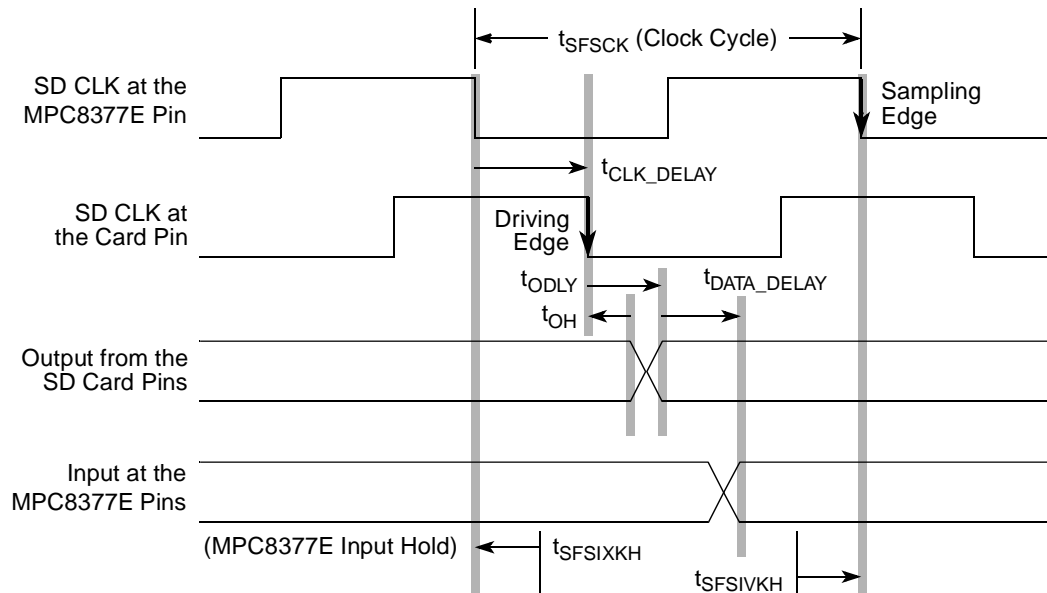 tSFSCK (Clock Cycle)
SD CLK at the
MPC8377E Pin
Sampling
Edge
tCLK_DELAY
SD CLK at
the Card Pin
Driving
Edge
tODLY
tDATA_DELAY
tOH
Output from the
SD Card Pins
Input at the
MPC8377E Pins
(MPC8377E Input Hold)
tSFSIXKH
tSFSIVKH